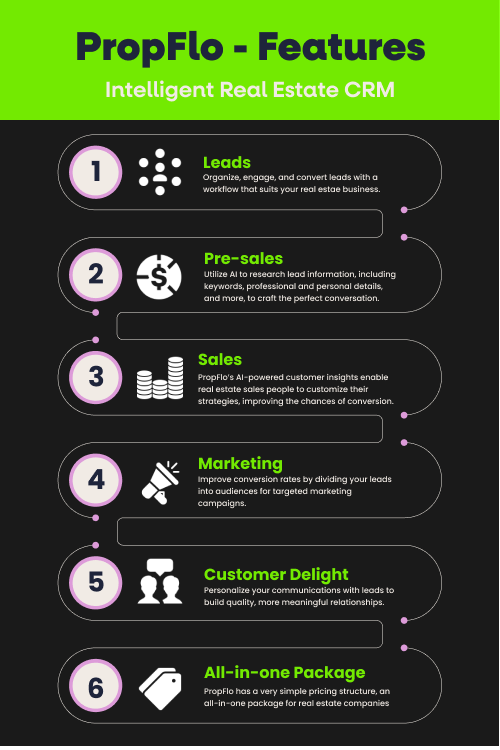 PropFlo - Features
Intelligent Real Estate CRM
1
Leads
Organize, engage, and convert leads with a
workflow that suits your real estae business.
2
Pre-sales
Utilize AI to research lead information, including
keywords, professional and personal details,
and more, to craft the perfect conversation.
3
Sales
PropFlo's AI-powered customer insights enable
real estate sales people to customize their
strategies, improving the chances of conversion.
4
Marketing
Improve conversion rates by dividing your leads
into audiences for targeted marketing
campaigns.
5
Customer Delight
Personalize your communications with leads to
build quality, more meaningful relationships.
6
All-in-one Package
PropFlo has a very simple pricing structure, an
all-in-one package for real estate companies